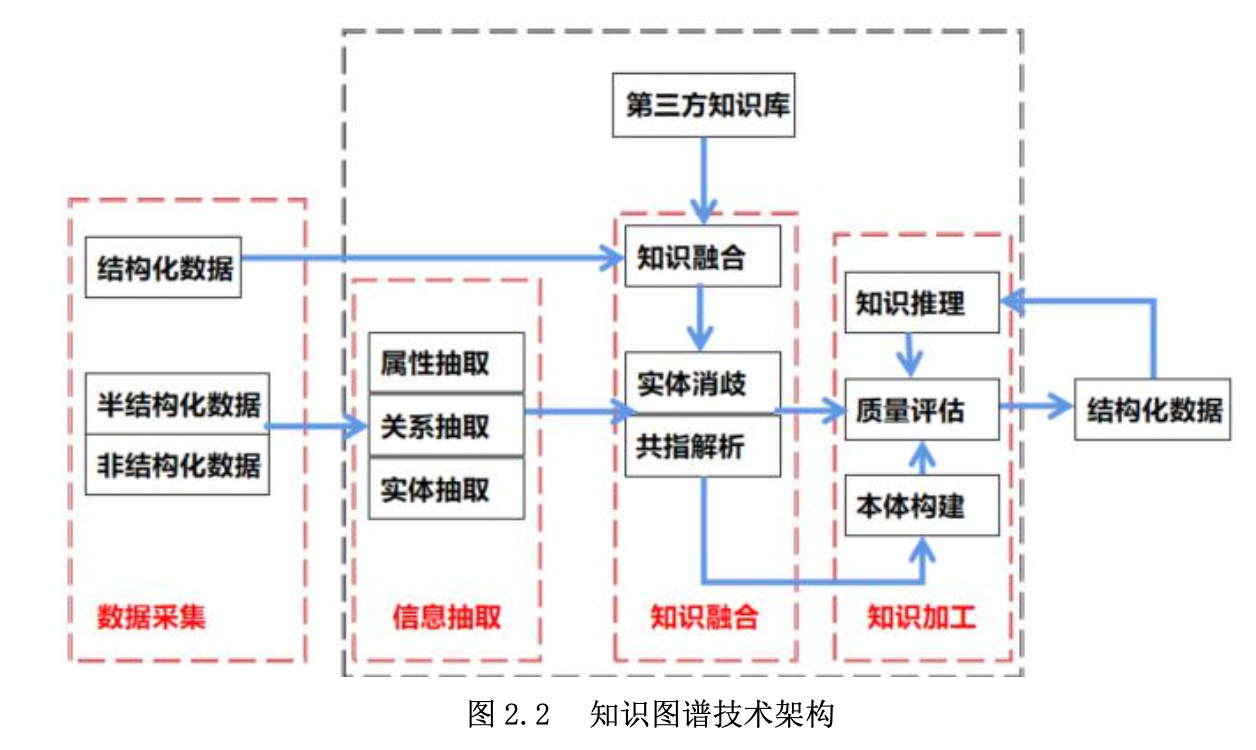 第三方知识库
结构化数据
知识融合
知识推理
属性抽取
实体消歧
半结构化数据
关系抽取
质量评估
结构化数据
共指解析
非结构化数据
实体抽取
本体构建
数据采集
信息抽取
知识融合
知识加工
图 2.2 知识图谱技术架构